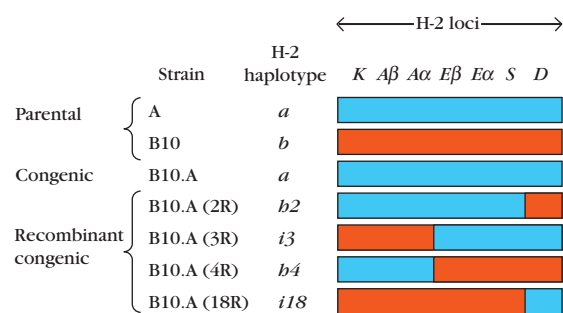 H-2 loci
H-2
Strain haplotype K Aβ Aα Eβ Eα S D
Parental
A a
B10 b
Congenic B10.A a
Recombinant congenic
B10.A (2R) h2
B10.A (3R) i3
B10.A (4R) h4
B10.A (18R) i18